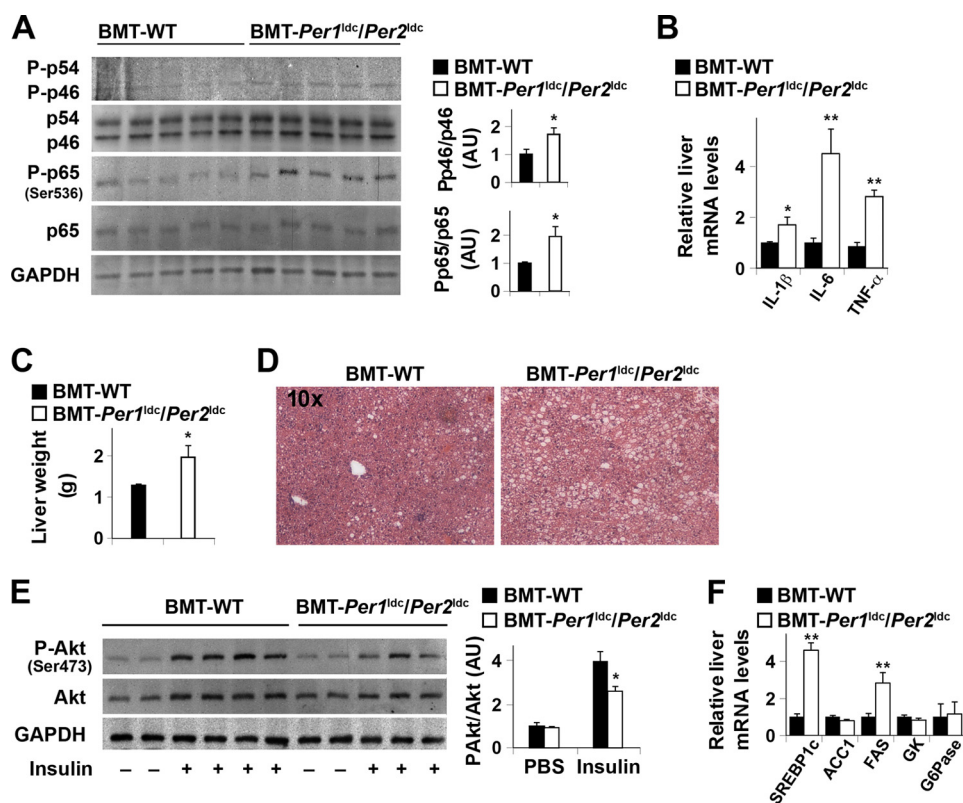 A
BMT-WT BMT-Per1ldc/Per2ldc
P-p54
P-p46
p54
p46
P-p65
(Ser536)
p65
GAPDH
BMT-WT
BMT-Per1ldc/Per2ldc
Pp46/p46
(AU)
2
1
0
*
Pp65/p65
(AU)
2
1
0
*
B
BMT-WT
BMT-Per1ldc/Per2ldc
Relative liver
mRNA levels
6
4
2
0
* ** **
IL-1β IL-6 TNF-α
C
BMT-WT
BMT-Per1ldc/Per2ldc
Liver weight
(g)
2
1
0
*
D
BMT-WT BMT-Per1ldc/Per2ldc
10x
E
BMT-WT BMT-Per1ldc/Per2ldc
P-Akt
(Ser473)
Akt
GAPDH
Insulin – – + + + + – – + + +
BMT-WT
BMT-Per1ldc/Per2ldc
PAkt/Akt (AU)
4
2
0
*
PBS Insulin
F
BMT-WT
BMT-Per1ldc/Per2ldc
Relative liver
mRNA levels
4
2
0
** **
SREBP1c ACC1 FAS GK G6Pase